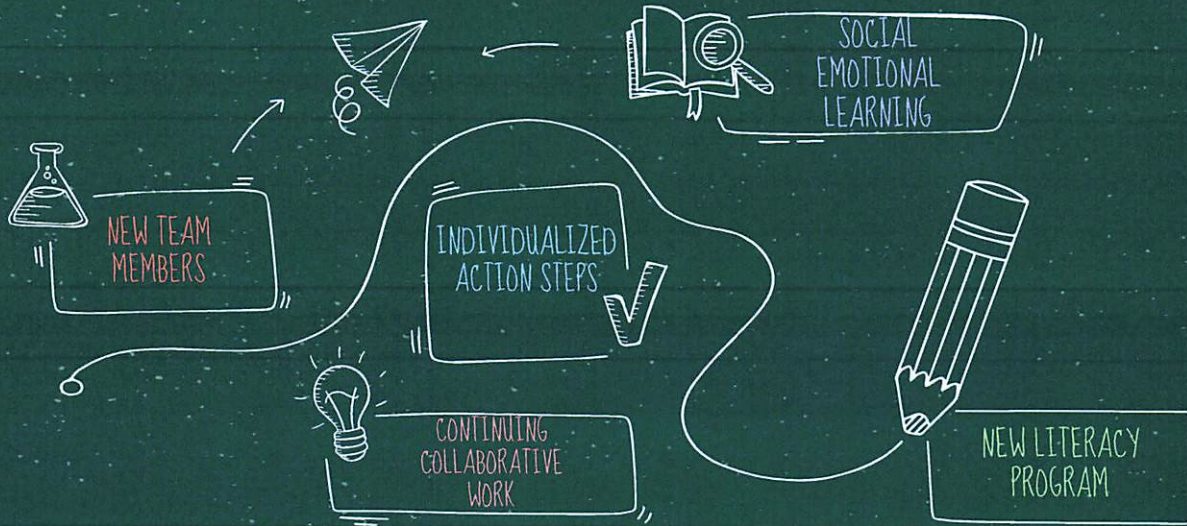 SOCIAL
EMOTIONAL
LEARNING
NEW TEAM
MEMBERS
INDIVIDUALIZED
ACTION STEPS
CONTINUING
COLLABORATIVE
WORK
NEW LITERACY
PROGRAM